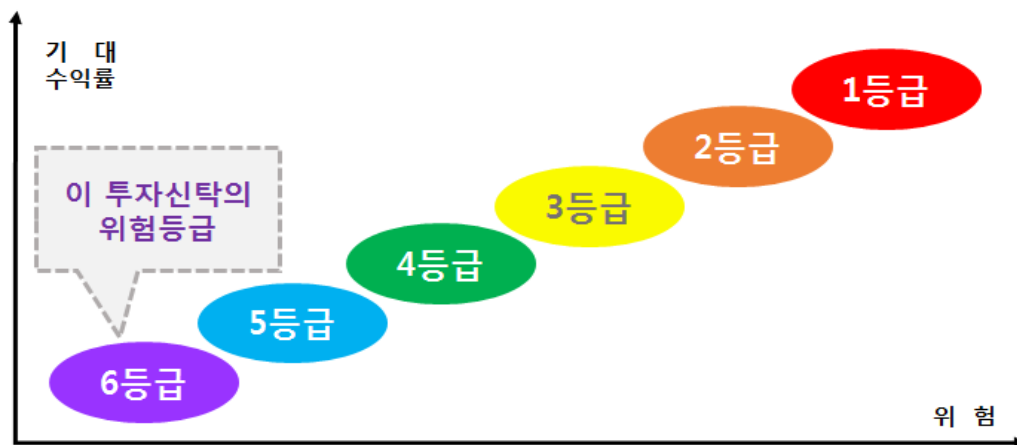 기 대
수익률
1등급
2등급
이 투자신탁의
위험등급
3등급
4등급
5등급
6등급
위 험